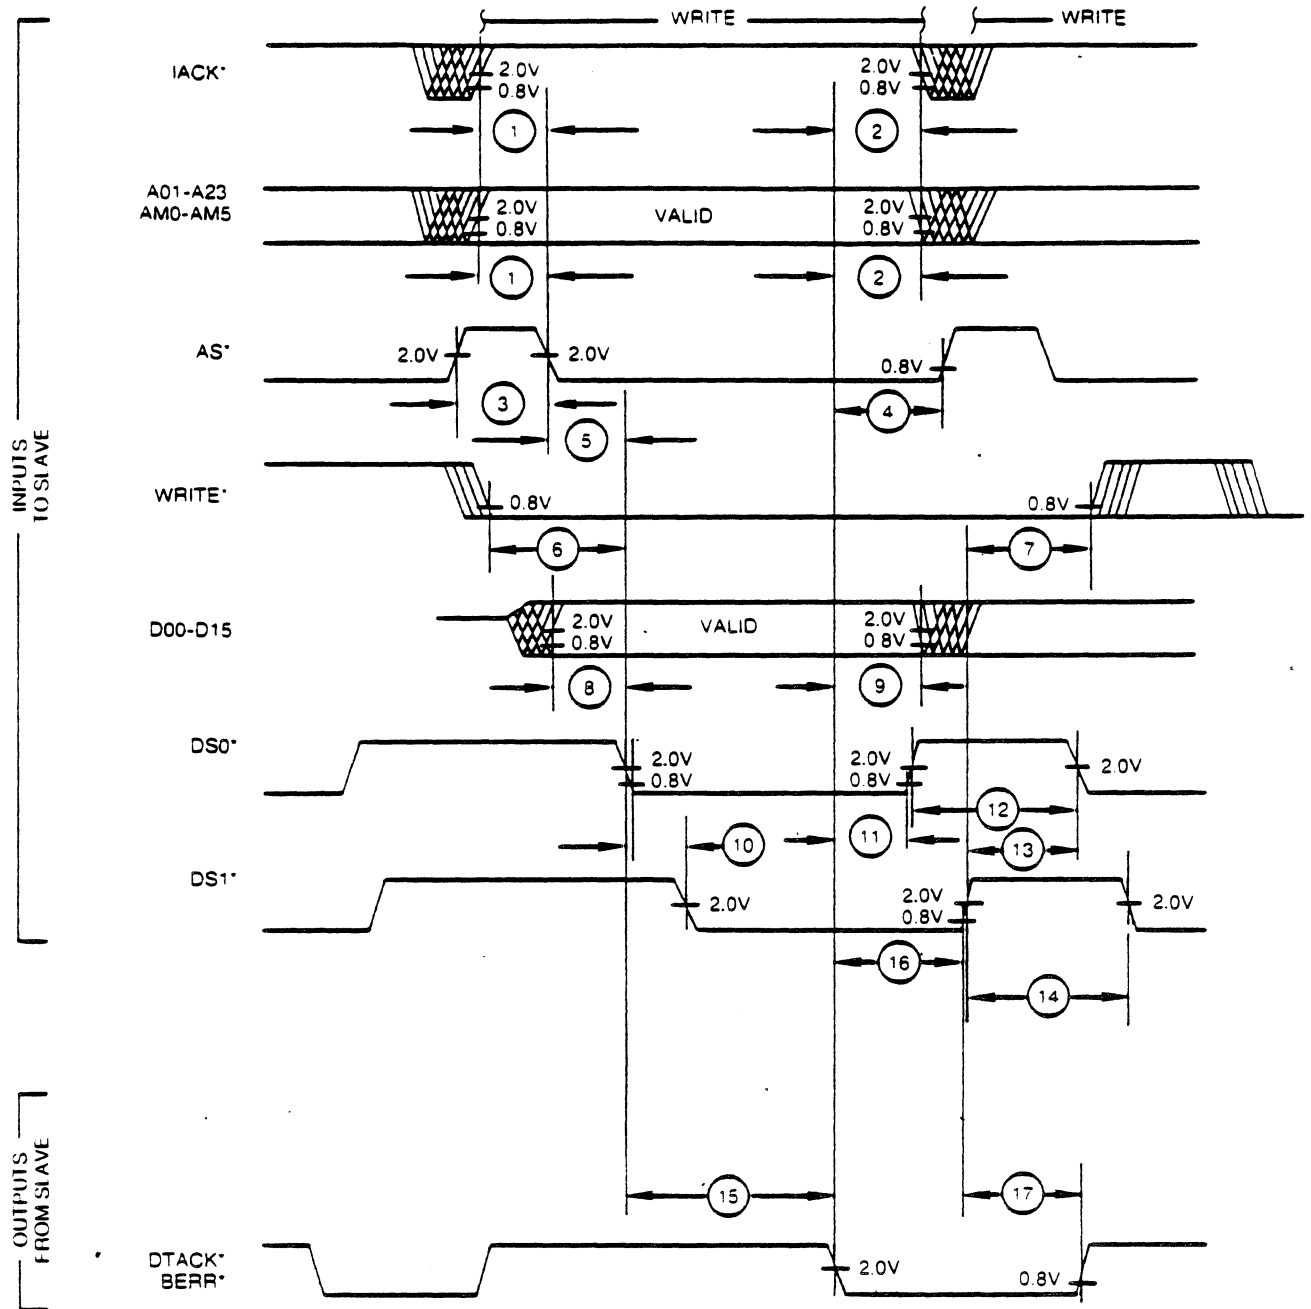 WRITE
WRITE
INPUTS
TO SLAVE
IACK*
2.0V
0.8V
2.0V
0.8V
1
2
A01-A23
AM0-AM5
2.0V
0.8V
VALID
2.0V
0.8V
1
2
AS*
2.0V
2.0V
0.8V
3
4
5
WRITE*
0.8V
0.8V
6
7
D00-D15
2.0V
0.8V
VALID
2.0V
0.8V
8
9
DS0*
2.0V
0.8V
2.0V
0.8V
2.0V
12
10
11
13
DS1*
2.0V
2.0V
0.8V
2.0V
16
14
OUTPUTS
FROM SLAVE
15
17
DTACK*
BERR*
2.0V
0.8V